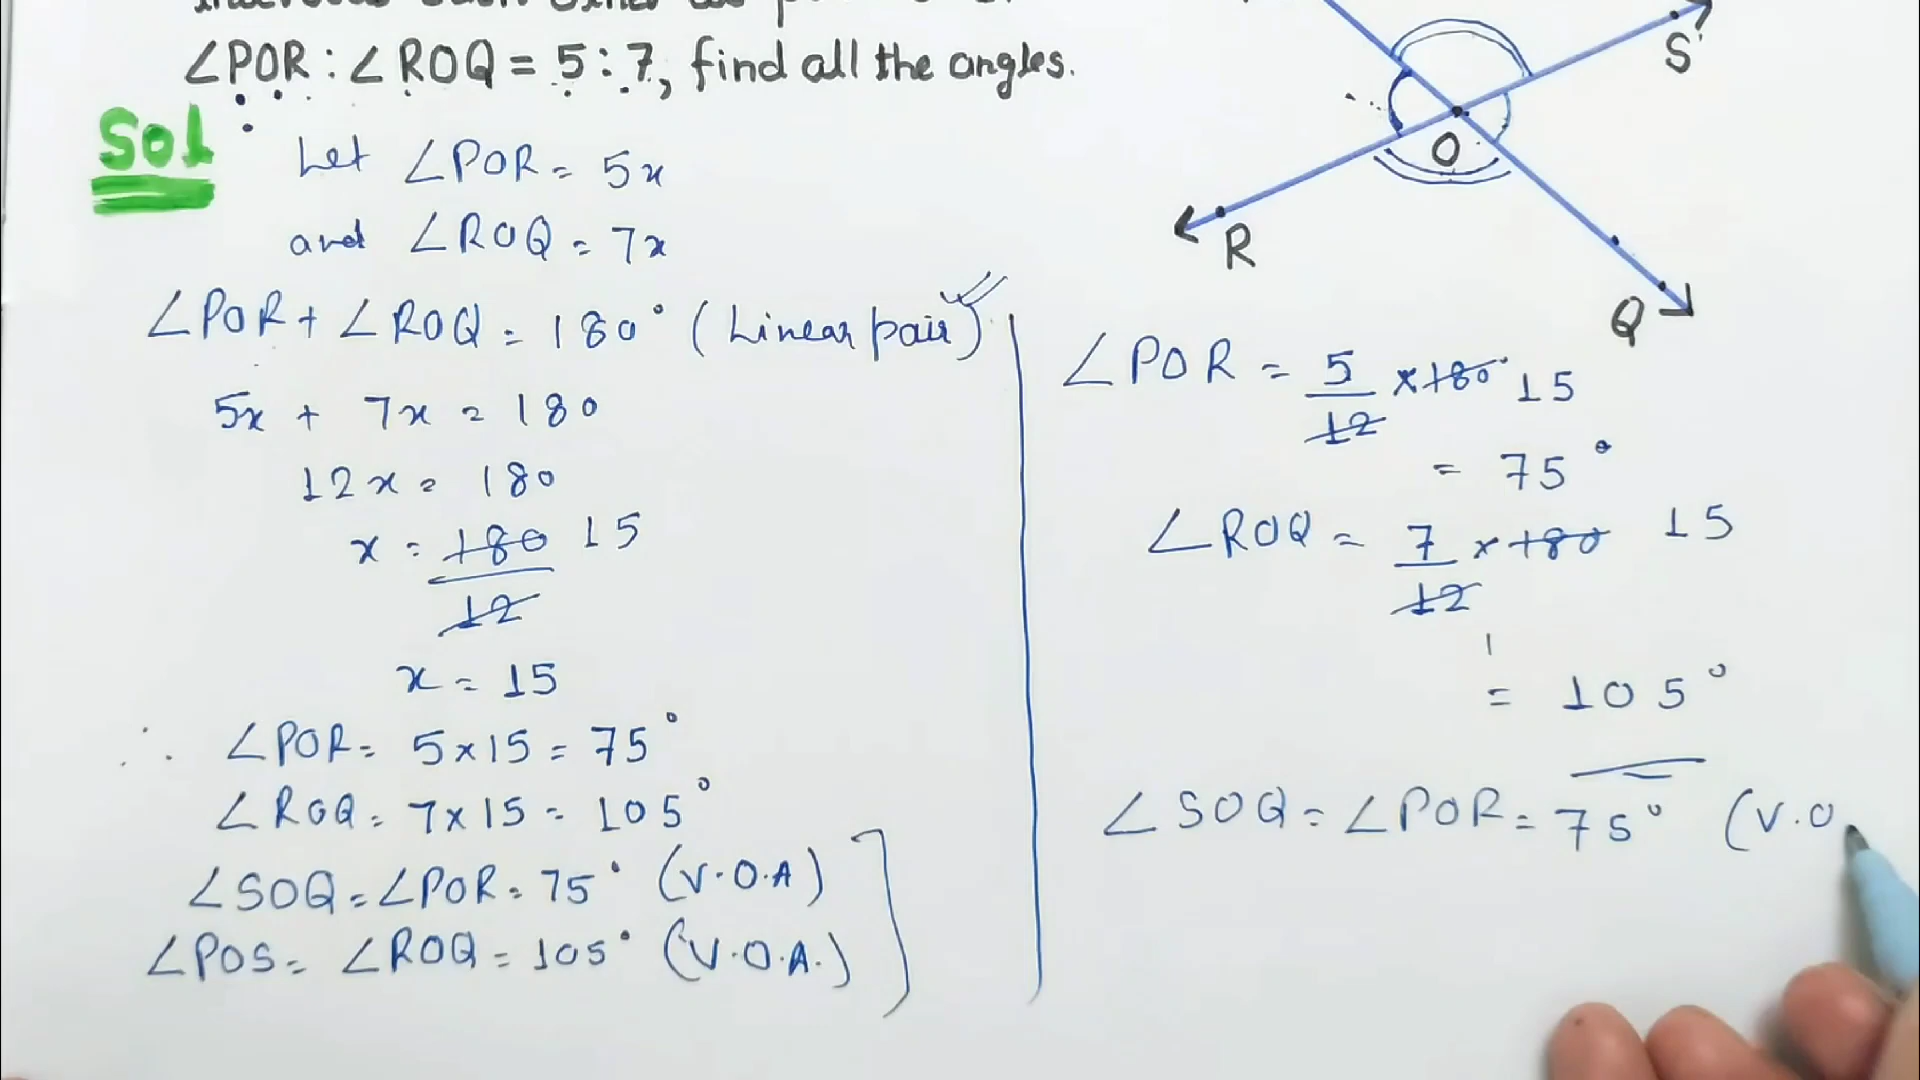 ∠POR : ∠ROQ = 5 : 7, find all the angles.
Sol
Let ∠POR = 5x
and ∠ROQ = 7x
∠POR + ∠ROQ = 180° (Linear pair)
5x + 7x = 180
12x = 180
x = 180 15
12
x = 15
∴ ∠POR = 5 x 15 = 75°
∠ROQ = 7 x 15 = 105°
∠SOQ = ∠POR = 75° (V.O.A)
∠POS = ∠ROQ = 105° (V.O.A.)
S
O
R
Q
∠POR = 5 x 180° 15
12
= 75°
∠ROQ = 7 x 180 15
12
= 105°
∠SOQ = ∠POR = 75° (V.O